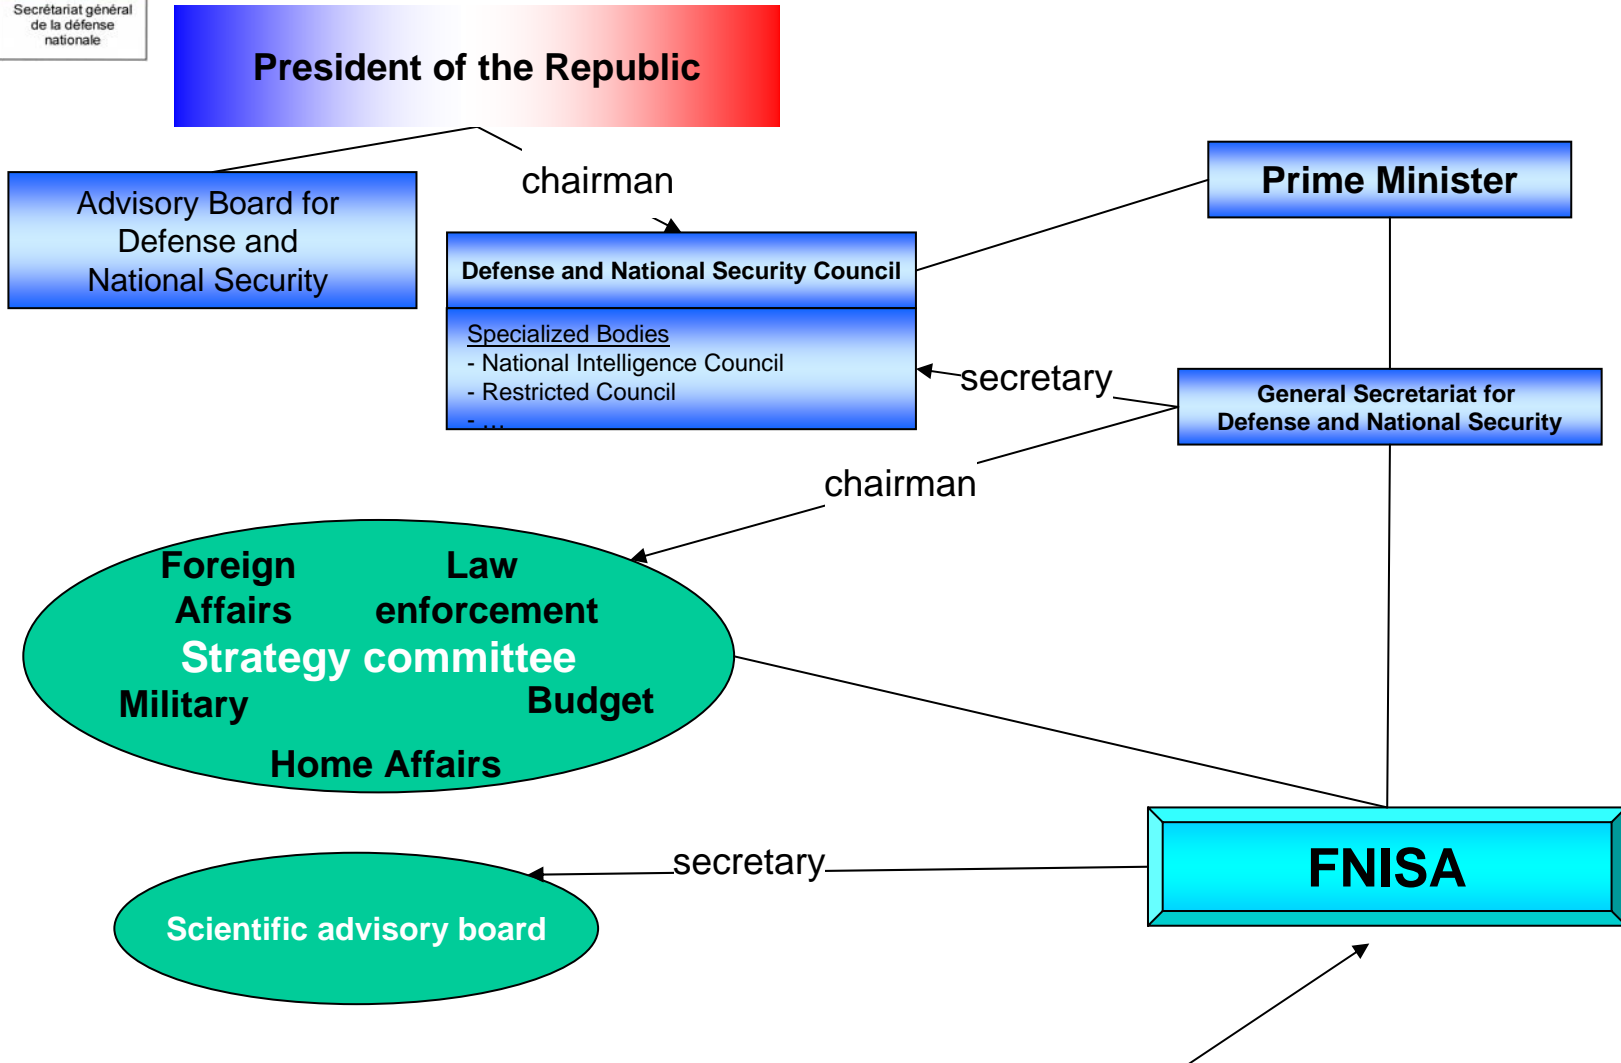 Secrétariat général
de la défense
nationale
President of the Republic
chairman
Prime Minister
Advisory Board for
Defense and
National Security
Defense and National Security Council
Specialized Bodies
- National Intelligence Council
- Restricted Council
- ...
secretary
General Secretariat for
Defense and National Security
chairman
Foreign
Affairs
Law
enforcement
Strategy committee
Military
Budget
Home Affairs
secretary
FNISA
Scientific advisory board